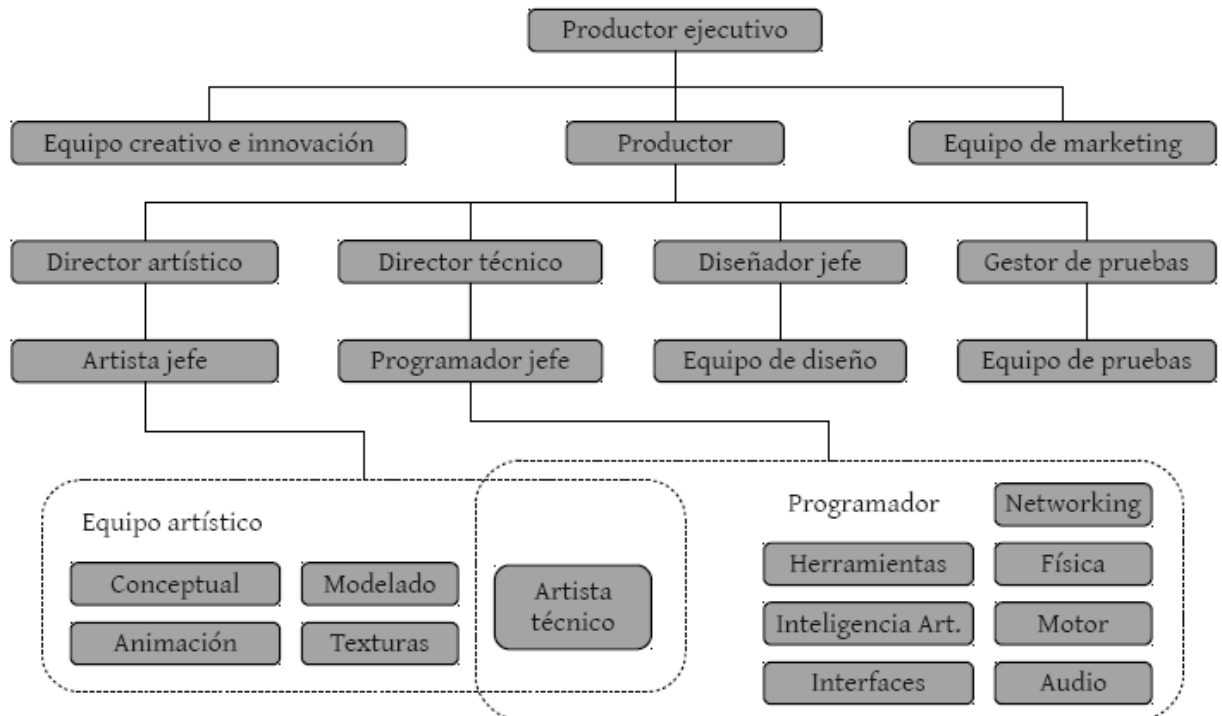 Productor ejecutivo
Equipo creativo e innovación
Productor
Equipo de marketing
Director artístico
Director técnico
Diseñador jefe
Gestor de pruebas
Artista jefe
Programador jefe
Equipo de diseño
Equipo de pruebas
Equipo artístico
Conceptual
Modelado
Animación
Texturas
Artista
técnico
Programador
Networking
Herramientas
Física
Inteligencia Art.
Motor
Interfaces
Audio